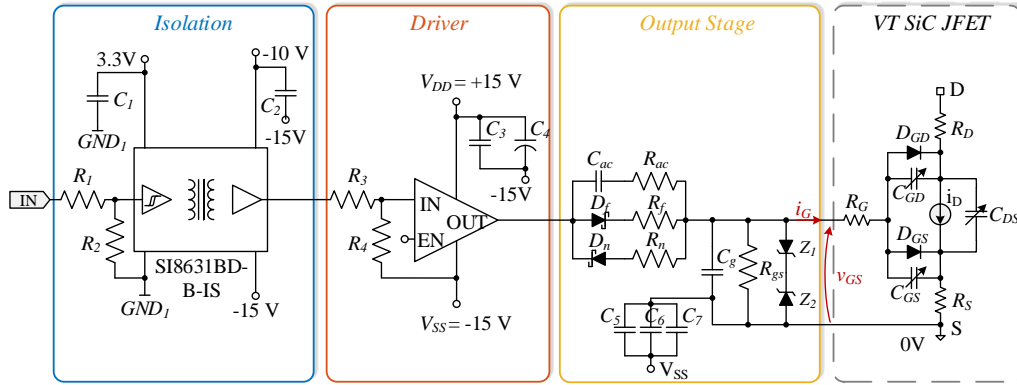 Isolation
Driver
Output Stage
VT SiC JFET
3.3V
-10 V
C1
C2
-15V
GND1
VDD = +15 V
C3
C4
-15V
D
RD
DGD
CGD
iD
CDS
IN
R1
R2
R3
R4
IN
OUT
EN
Cac
Rac
Df
Rf
Dn
Rn
iG
RG
DGS
CGS
Cg
Rgs
Z1
Z2
vGS
RS
SI8631BD-
B-IS
GND1
-15 V
VSS = -15 V
C5
C6
C7
VSS
0V
S